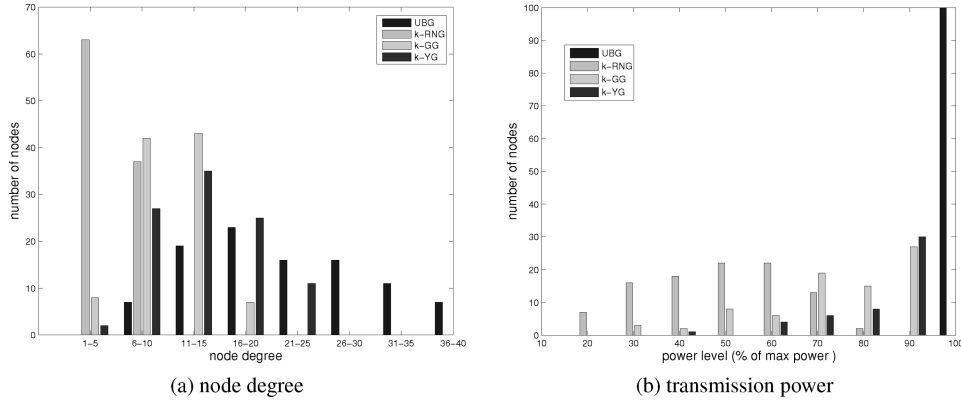 70
60
50
40
30
20
10
0
number of nodes
UBG
k−RNG
k−GG
k−YG
1−5
6−10
11−15
16−20
21−25
26−30
31−35
36−40
node degree
(a) node degree
100
90
80
70
60
50
40
30
20
10
0
number of nodes
UBG
k−RNG
k−GG
k−YG
10
20
30
40
50
60
70
80
90
100
power level (% of max power )
(b) transmission power